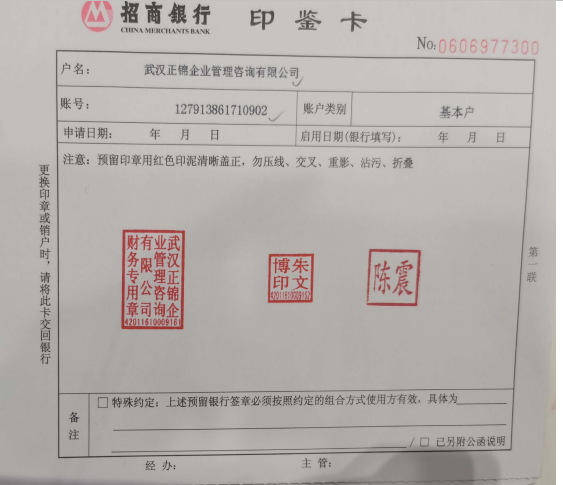 招商银行
CHINA MERCHANTS BANK
印鉴卡
No:0606977300
户名： 武汉正锦企业管理咨询有限公司
账号： 127913861710902 账户类别 基本户
申请日期： 年 月 日 启用日期(银行填写)： 年 月 日
注意：预留印章用红色印泥清晰盖正，勿压线、交叉、重影、沾污、折叠
更换印章或销户时，请将此卡交回银行
武汉正锦企
业管理咨询
有限公司
财务专用章
42011610009161
朱文
博印
陈震
第一联
备注
□ 特殊约定：上述预留银行签章必须按照约定的组合方式使用方有效，具体为
/ □ 已另附公函说明
经办： 主管：